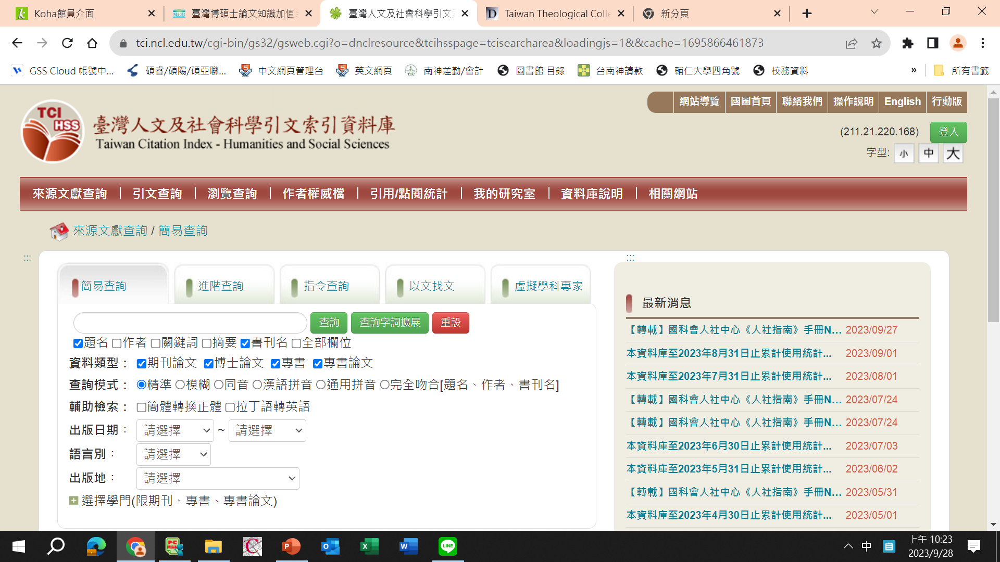 Koha館員介面
臺灣博碩士論文知識加值
臺灣人文及社會科學引文
Taiwan Theological Colle
新分頁
tci.ncl.edu.tw/cgi-bin/gs32/gsweb.cgi?o=dnclresource&tcihsspage=tcisearcharea&loadingjs=1&&cache=1695866461873
GSS Cloud 帳號中...
碩睿/碩陽/碩亞聯...
中文網頁管理台
英文網頁
南神差勤/會計
圖書館 目錄
台南神請款
輔仁大學四角號
校務資料
»
所有書籤
網站導覽
國圖首頁
聯絡我們
操作說明
English
行動版
TCI
HSS
臺灣人文及社會科學引文索引資料庫
Taiwan Citation Index - Humanities and Social Sciences
(211.21.220.168) 登入
字型: 小 中 大
來源文獻查詢 | 引文查詢 | 瀏覽查詢 | 作者權威檔 | 引用/點閱統計 | 我的研究室 | 資料庫說明 | 相關網站
來源文獻查詢 / 簡易查詢
:::
:::
簡易查詢
進階查詢
指令查詢
以文找文
虛擬學科專家
查詢 查詢字詞擴展 重設
題名 作者 關鍵詞 摘要 書刊名 全部欄位
資料類型： 期刊論文 博士論文 專書 專書論文
查詢模式： 精準 模糊 同音 漢語拼音 通用拼音 完全吻合[題名、作者、書刊名]
輔助檢索： 簡體轉換正體 拉丁語轉英語
出版日期： 請選擇 ~ 請選擇
語言別： 請選擇
出版地： 請選擇
選擇學門(限期刊、專書、專書論文)
最新消息
【轉載】國科會人社中心《人社指南》手冊N... 2023/09/27
本資料庫至2023年8月31日止累計使用統計... 2023/09/01
本資料庫至2023年7月31日止累計使用統計... 2023/08/01
【轉載】國科會人社中心《人社指南》手冊N... 2023/07/24
【轉載】國科會人社中心《人社指南》手冊N... 2023/07/24
本資料庫至2023年6月30日止累計使用統計... 2023/07/03
本資料庫至2023年5月31日止累計使用統計... 2023/06/02
【轉載】國科會人社中心《人社指南》手冊N... 2023/05/31
本資料庫至2023年4月30日止累計使用統計... 2023/05/01
LINE
中
上午 10:23
2023/9/28